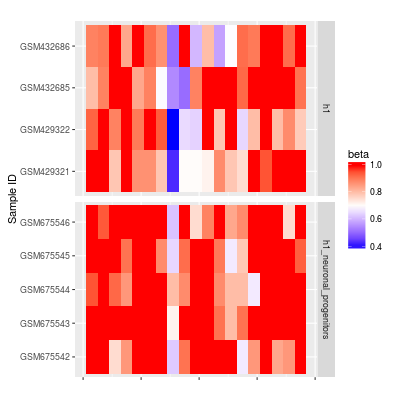 GSM432686
GSM432685
GSM429322
GSM429321
h1
GSM675546
GSM675545
GSM675544
GSM675543
GSM675542
h1_neuronal_progenitors
Sample ID
beta
1.0
0.8
0.6
0.4